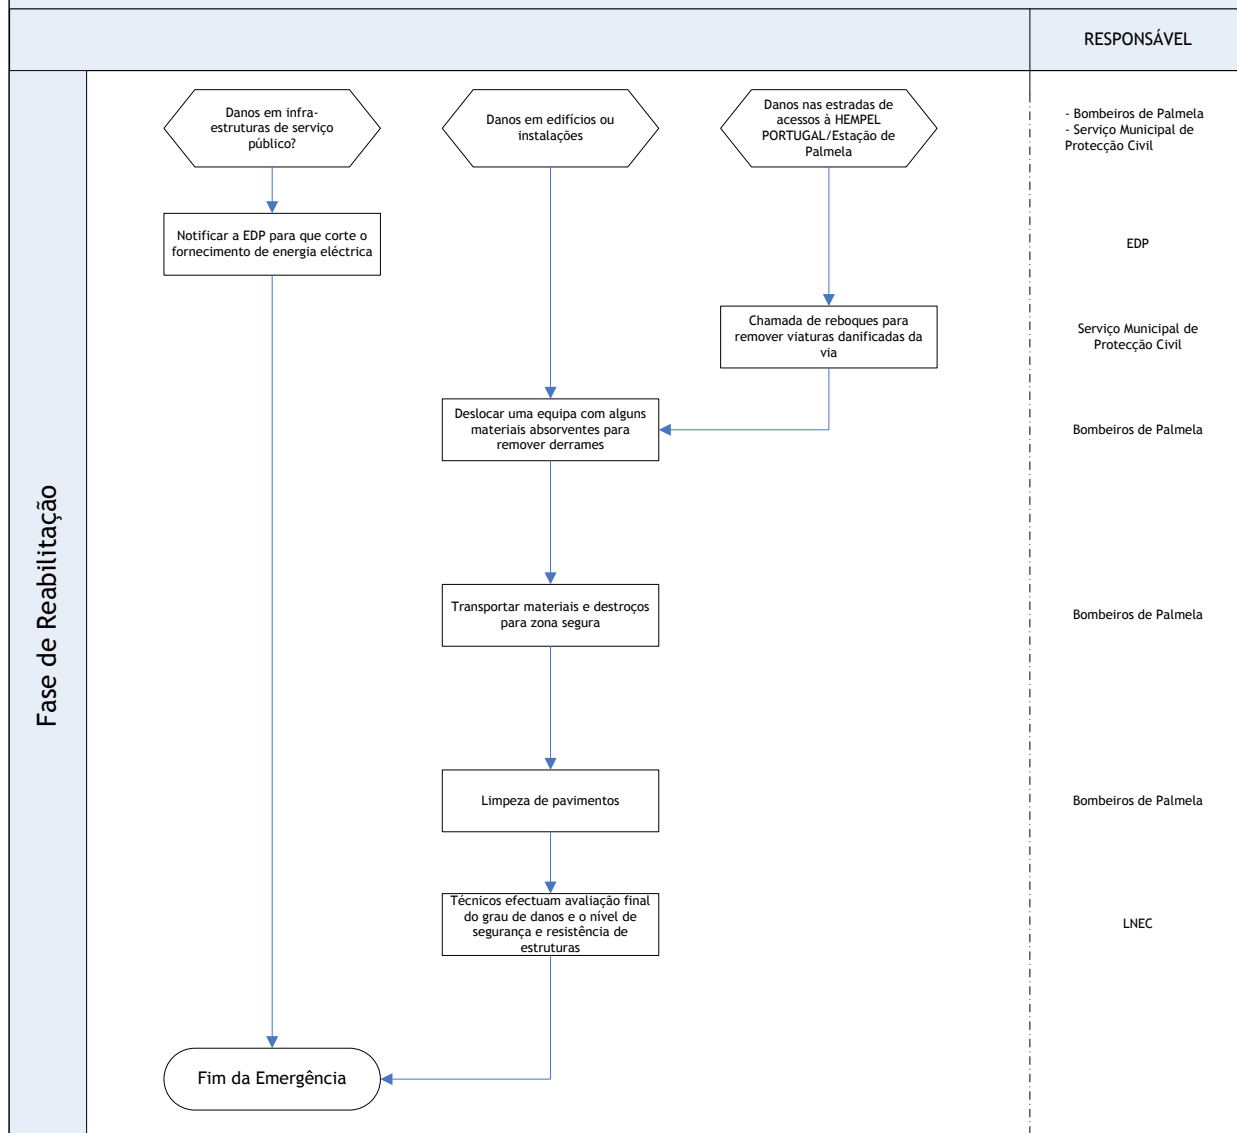 RESPONSÁVEL
Fase de Reabilitação
Danos em infra-
estruturas de serviço
público?
Danos em edifícios ou
instalações
Danos nas estradas de
acessos à HEMPEL
PORTUGAL/Estação de
Palmela
- Bombeiros de Palmela
- Serviço Municipal de
Protecção Civil
Notificar a EDP para que corte o
fornecimento de energia eléctrica
EDP
Chamada de reboques para
remover viaturas danificadas da
via
Serviço Municipal de
Protecção Civil
Deslocar uma equipa com alguns
materiais absorventes para
remover derrames
Bombeiros de Palmela
Transportar materiais e destroços
para zona segura
Bombeiros de Palmela
Limpeza de pavimentos
Bombeiros de Palmela
Técnicos efectuam avaliação final
do grau de danos e o nível de
segurança e resistência de
estruturas
LNEC
Fim da Emergência